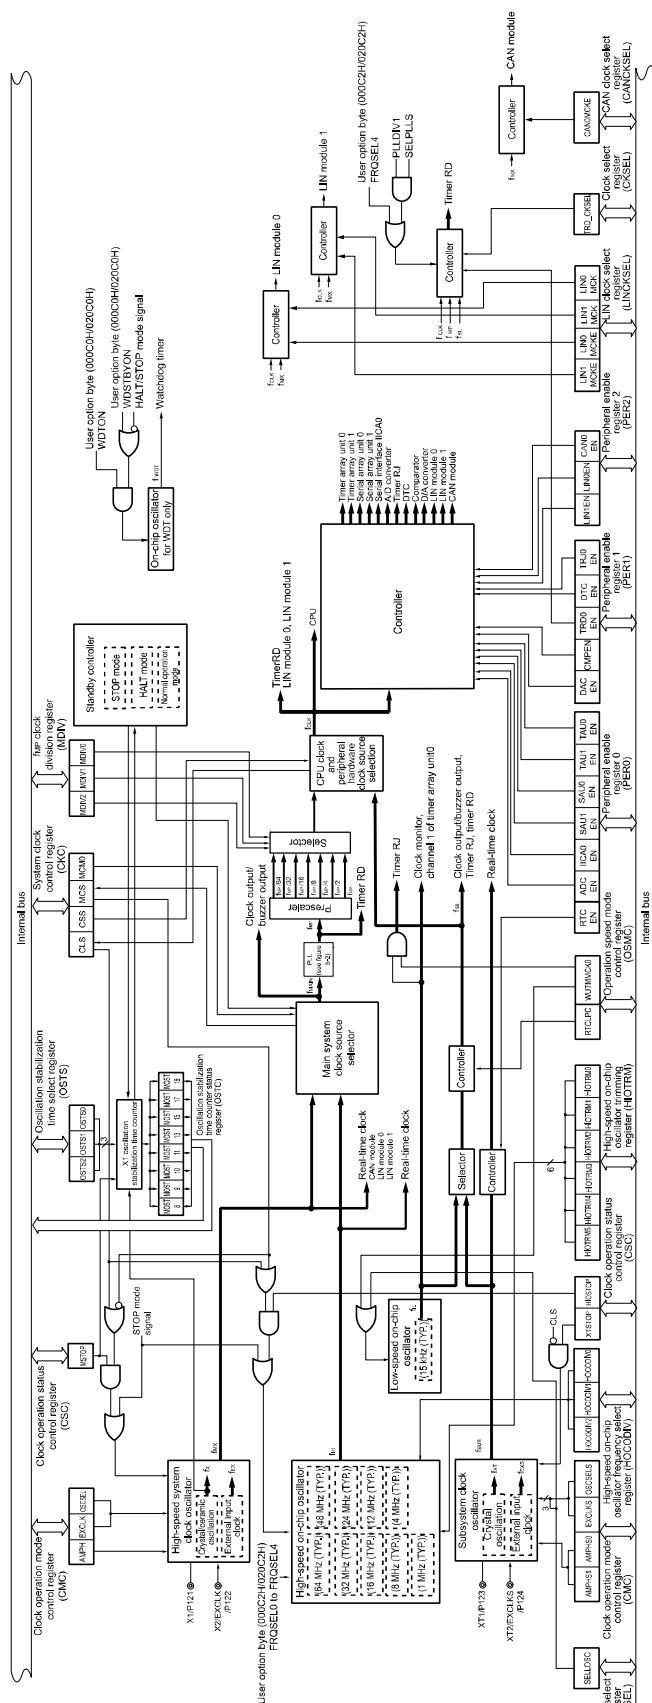 Internal bus
Clock operation mode
control register
(CMC)
AMPH
EXCLK
OSCSEL
Clock operation status
control register
(CSC)
MSTOP
Oscillation stabilization
time select register
(OSTS)
OSTS2
OSTS1
OSTS0
3
System clock
control register
(CKC)
CLS
CSS
MCS
MCM0
fMP clock
division register
(MDIV)
MDIV2
MDIV1
MDIV0
STOP mode
signal
X1 oscillation
stabilization time counter
MOST
8
MOST
9
MOST
10
MOST
11
MOST
13
MOST
15
MOST
17
MOST
18
Oscillation stabilization
time counter status
register (OSTC)
Standby controller
STOP mode
HALT mode
Normal operation
mode
User option byte (000C0H/020C0H)
WDTON
User option byte (000C0H/020C0H)
WDSTBYON
HALT/STOP mode signal
On-chip oscillator
for WDT only
fWDT
Watchdog timer
High-speed system
clock oscillator
Crystal/ceramic
oscillation
fX
External input
clock
fEX
X1/P121
X2/EXCLK
/P122
fMX
User option byte (000C2H/020C2H)
FRQSEL0 to FRQSEL4
High-speed on-chip oscillator
(64 MHz (TYP.))
(48 MHz (TYP.))
(32 MHz (TYP.))
(24 MHz (TYP.))
(16 MHz (TYP.))
(12 MHz (TYP.))
(8 MHz (TYP.))
(4 MHz (TYP.))
(1 MHz (TYP.))
fIH
Real-time clock
CAN module
LIN module 0
LIN module 1
Real-time clock
Main system
clock source
selector
fMAIN
PLL
(see figure
5-2)
fMP
Clock output/
buzzer output
Timer RD
Prescaler
fMP/64
fMP/32
fMP/16
fMP/8
fMP/4
fMP/2
fMP
Selector
CPU clock
and
peripheral
hardware
clock source
selection
fCLK
CPU
TimerRD
LIN module 0, LIN module 1
Controller
Timer array unit 0
Timer array unit 1
Serial array unit 0
Serial array unit 1
Serial interface IICA0
A/D converter
Timer RJ
DTC
Comparator
D/A converter
LIN module 0
LIN module 1
CAN module
fCLK
fMX
Controller
LIN module 0
fCLK
fMX
Controller
LIN module 1
User option byte (000C2H/020C2H)
FRQSEL4
PLLDIV1
SELPLLS
fCLK
fMP
fSL
Controller
Timer RD
fMX
Controller
CAN module
Low-speed on-chip
oscillator
(15 kHz (TYP.))
fIL
Timer RJ
Clock monitor,
channel 1 of timer array unit0
Subsystem clock
oscillator
Crystal
oscillation
fXT
External input
clock
fEXS
XT1/P123
XT2/EXCLKS
/P124
fSUB
Selector
Controller
fSL
Clock output/buzzer output,
Timer RJ, timer RD
Controller
Real-time clock
CLS
SELLOSC
select
AMPHS1
AMPHS0
EXCLKS
OSCSELS
3
Clock operation mode
control register
(CMC)
HOCODIV2
HOCODIV1
HOCODIV0
High-speed on-chip
oscillator frequency select
register (HOCODIV)
XTSTOP
HIOSTOP
Clock operation status
control register
(CSC)
HIOTRM5
HIOTRM4
HIOTRM3
HIOTRM2
HIOTRM1
HIOTRM0
6
High-speed on-chip
oscillator trimming
register (HIOTRM)
RTCLPC
WUTMMCK0
Operation speed mode
control register
(OSMC)
RTC
EN
ADC
EN
IICA0
EN
SAU1
EN
SAU0
EN
TAU1
EN
TAU0
EN
Peripheral enable
register 0
(PER0)
DAC
EN
CMPEN
TRD0
EN
DTC
EN
TRJ0
EN
Peripheral enable
register 1
(PER1)
LIN1EN
LIN0EN
CAN0
EN
Peripheral enable
register 2
(PER2)
LIN1
MCKE
LIN0
MCKE
LIN1
MCK
LIN0
MCK
LIN clock select
register
(LINCKSEL)
TRD_CKSEL
Clock select
register
(CKSEL)
CAN0MCKE
CAN clock select
register
(CANCKSEL)
Internal bus